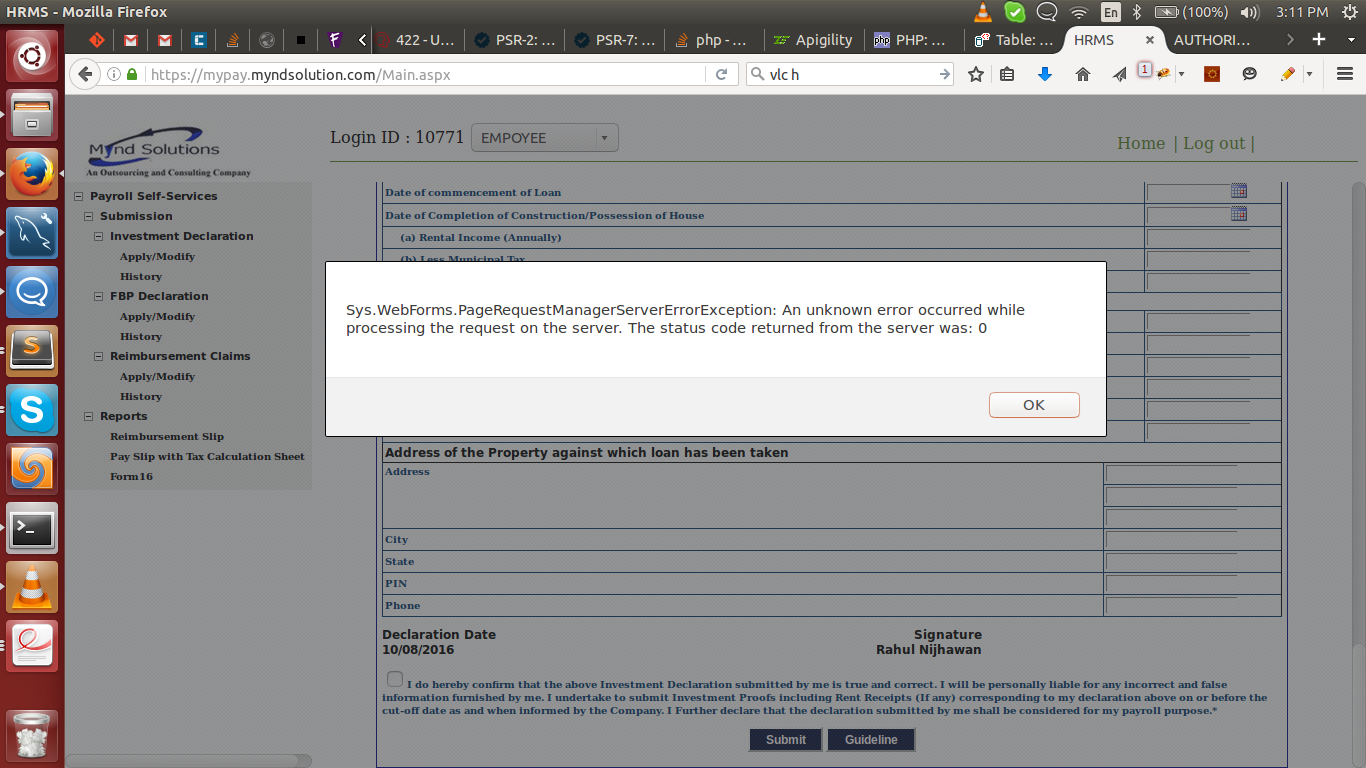 HRMS - Mozilla Firefox
En (100%) 3:11 PM
422 - U... PSR-2: ... PSR-7: ... php - ... Apigility PHP: ... Table: ... HRMS AUTHORI...
https://mypay.myndsolution.com/Main.aspx
vlc h
1
Mynd Solutions
An Outsourcing and Consulting Company
Login ID : 10771 EMPOYEE
Home | Log out |
Payroll Self-Services
Submission
Investment Declaration
Apply/Modify
History
FBP Declaration
Apply/Modify
History
Reimbursement Claims
Apply/Modify
History
Reports
Reimbursement Slip
Pay Slip with Tax Calculation Sheet
Form16
Date of commencement of Loan
Date of Completion of Construction/Possession of House
(a) Rental Income (Annually)
(b) Less Municipal Tax
Sys.WebForms.PageRequestManagerServerErrorException: An unknown error occurred while
processing the request on the server. The status code returned from the server was: 0
OK
Address of the Property against which loan has been taken
Address
City
State
PIN
Phone
Declaration Date Signature
10/08/2016 Rahul Nijhawan
I do hereby confirm that the above Investment Declaration submitted by me is true and correct. I will be personally liable for any incorrect and false
information furnished by me. I undertake to submit Investment Proofs including Rent Receipts (If any) corresponding to my declaration above on or before the
cut-off date as and when informed by the Company. I Further declare that the declaration submitted by me shall be considered for my payroll purpose.*
Submit Guideline